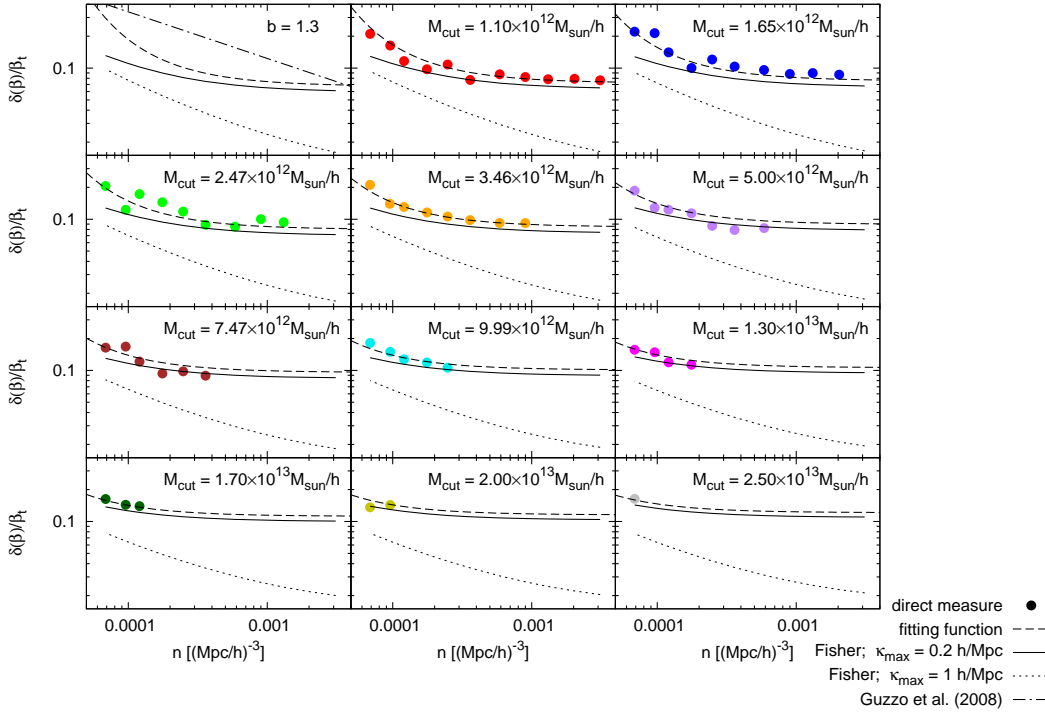 b = 1.3
M_cut = 1.10×10^12 M_sun/h
M_cut = 1.65×10^12 M_sun/h
0.1
δ(β)/β_t
M_cut = 2.47×10^12 M_sun/h
M_cut = 3.46×10^12 M_sun/h
M_cut = 5.00×10^12 M_sun/h
0.1
δ(β)/β_t
M_cut = 7.47×10^12 M_sun/h
M_cut = 9.99×10^12 M_sun/h
M_cut = 1.30×10^13 M_sun/h
0.1
δ(β)/β_t
M_cut = 1.70×10^13 M_sun/h
M_cut = 2.00×10^13 M_sun/h
M_cut = 2.50×10^13 M_sun/h
0.1
δ(β)/β_t
0.0001 0.001
0.0001 0.001
0.0001 0.001
n [(Mpc/h)^-3]
n [(Mpc/h)^-3]
n [(Mpc/h)^-3]
direct measure
fitting function
Fisher; κ_max = 0.2 h/Mpc
Fisher; κ_max = 1 h/Mpc
Guzzo et al. (2008)